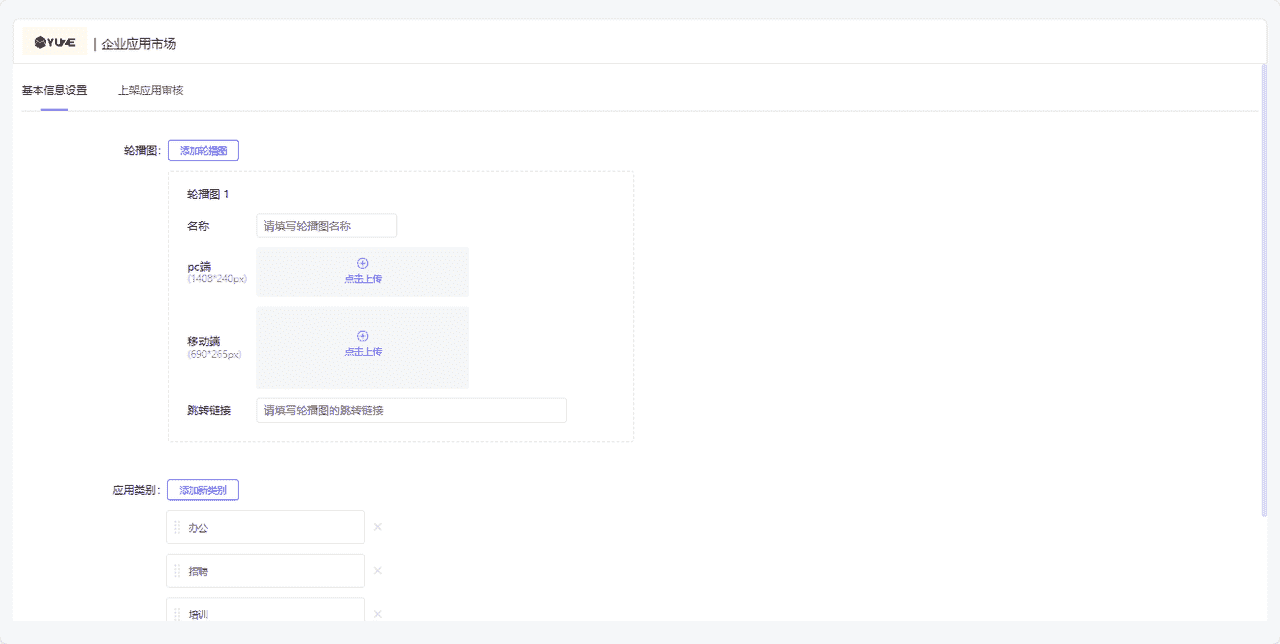 YUKE | 企业应用市场
基本信息设置 上架应用审核
轮播图: 添加轮播图
轮播图 1
名称 请填写轮播图名称
pc端
(1408*240px)
点击上传
移动端
(690*265px)
点击上传
跳转链接 请填写轮播图的跳转链接
应用类别: 添加新类别
办公
招聘
培训